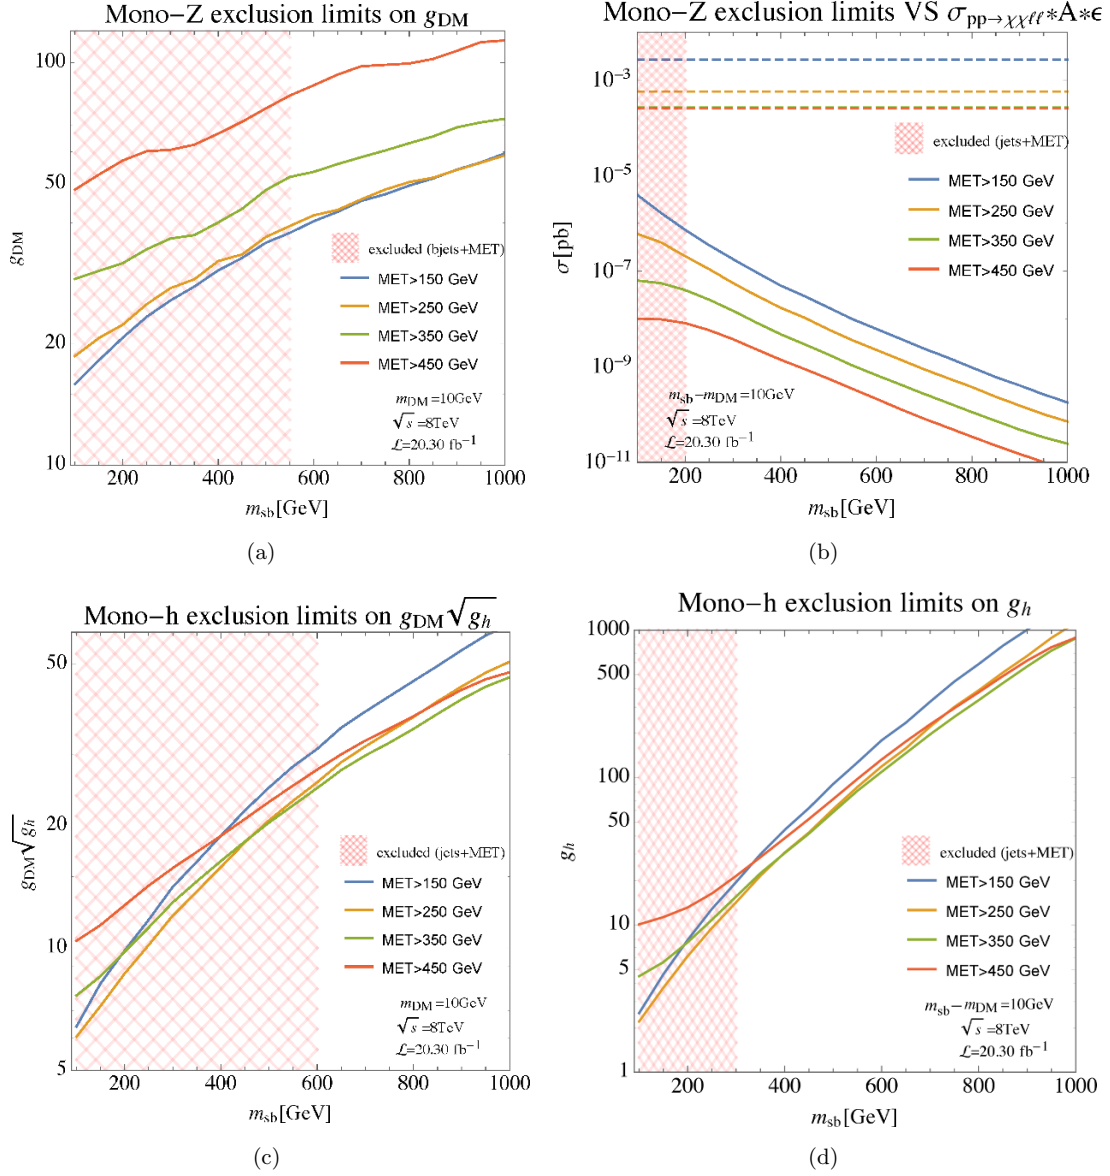 Mono−Z exclusion limits on gDM
100
50
20
10
gDM
excluded (bjets+MET)
MET>150 GeV
MET>250 GeV
MET>350 GeV
MET>450 GeV
mDM=10GeV
√s =8TeV
ℒ=20.30 fb−1
200 400 600 800 1000
msb[GeV]
(a)
Mono−Z exclusion limits VS σpp→χχℓℓ*A*ϵ
10−3
10−5
10−7
10−9
10−11
σ[pb]
excluded (jets+MET)
MET>150 GeV
MET>250 GeV
MET>350 GeV
MET>450 GeV
msb−mDM=10GeV
√s =8TeV
ℒ=20.30 fb−1
200 400 600 800 1000
msb[GeV]
(b)
Mono−h exclusion limits on gDM√gh
50
20
10
5
gDM√gh
excluded (jets+MET)
MET>150 GeV
MET>250 GeV
MET>350 GeV
MET>450 GeV
mDM=10GeV
√s =8TeV
ℒ=20.30 fb−1
200 400 600 800 1000
msb[GeV]
(c)
Mono−h exclusion limits on gh
1000
500
100
50
10
5
1
gh
excluded (jets+MET)
MET>150 GeV
MET>250 GeV
MET>350 GeV
MET>450 GeV
msb−mDM=10GeV
√s =8TeV
ℒ=20.30 fb−1
200 400 600 800 1000
msb[GeV]
(d)